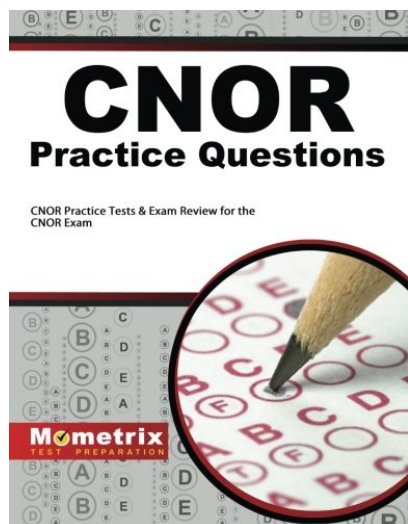 CNOR
Practice Questions
CNOR Practice Tests & Exam Review for the
CNOR Exam
Mometrix
TEST PREPARATION